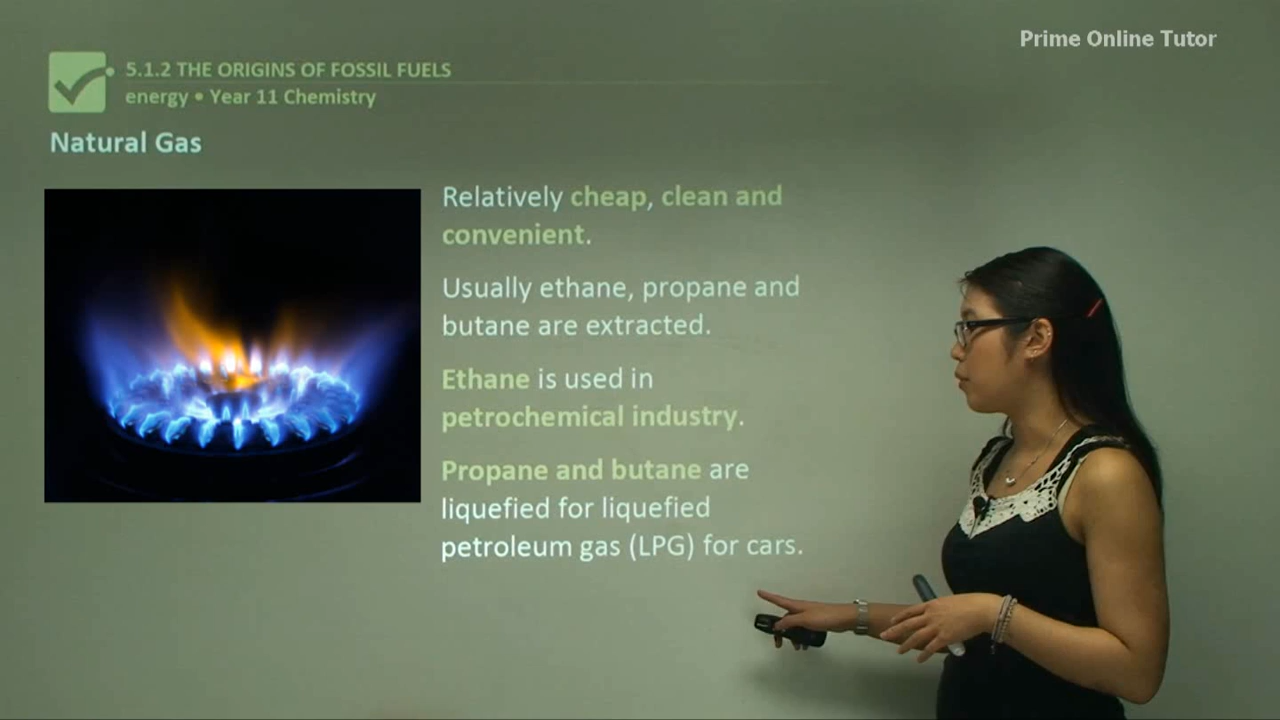 Prime Online Tutor
5.1.2 THE ORIGINS OF FOSSIL FUELS
energy • Year 11 Chemistry
Natural Gas
Relatively cheap, clean and
convenient.
Usually ethane, propane and
butane are extracted.
Ethane is used in
petrochemical industry.
Propane and butane are
liquefied for liquefied
petroleum gas (LPG) for cars.